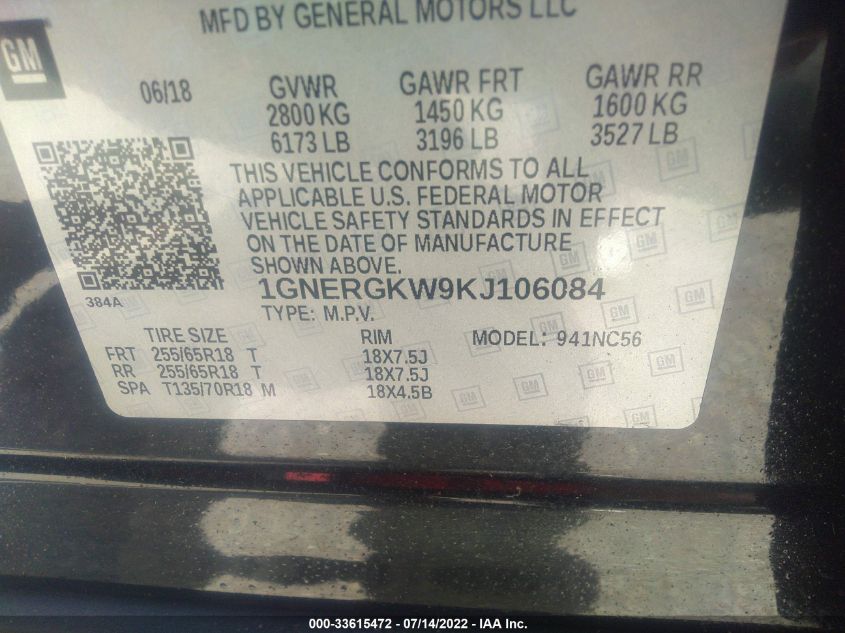 MFD BY GENERAL MOTORS LLC
GM
06/18 GVWR GAWR FRT GAWR RR
2800 KG 1450 KG 1600 KG
6173 LB 3196 LB 3527 LB
THIS VEHICLE CONFORMS TO ALL
APPLICABLE U.S. FEDERAL MOTOR
VEHICLE SAFETY STANDARDS IN EFFECT
ON THE DATE OF MANUFACTURE
SHOWN ABOVE.
384A
1GNERGKW9KJ106084
TYPE: M.P.V.
TIRE SIZE RIM MODEL: 941NC56
FRT 255/65R18 T 18X7.5J
RR 255/65R18 T 18X7.5J
SPA T135/70R18 M 18X4.5B
000-33615472 - 07/14/2022 - IAA Inc.